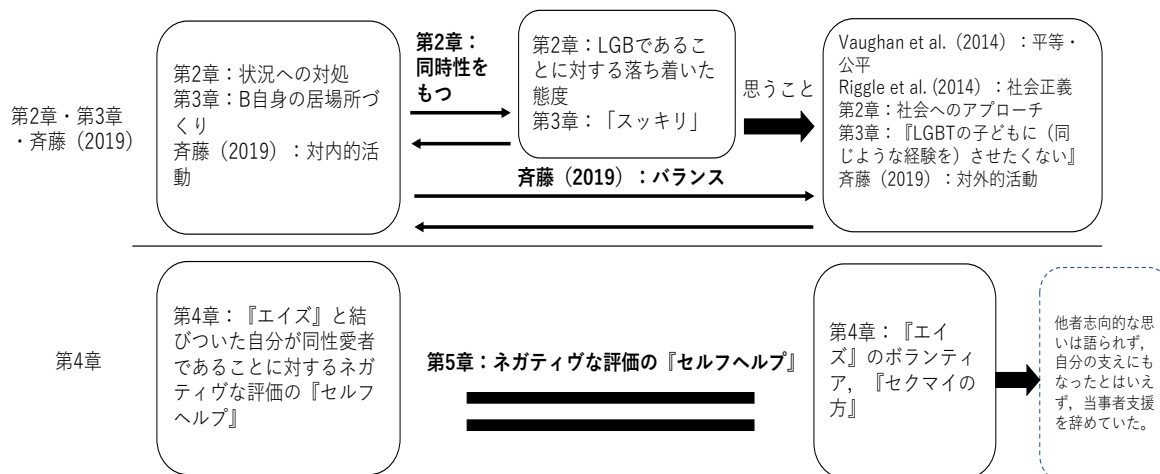 第2章・第3章
・斉藤（2019）
第2章：状況への対処
第3章：B自身の居場所づ
くり
斉藤（2019）：対内的活
動
第2章：
同時性を
もつ
第2章：LGBであるこ
とに対する落ち着いた
態度
第3章：「スッキリ」
思うこと
Vaughan et al.（2014）：平等・
公平
Riggle et al. (2014)：社会正義
第2章：社会へのアプローチ
第3章：『LGBTの子どもに（同
じような経験を）させたくない』
斉藤（2019）：対外的活動
斉藤（2019）：バランス
第4章
第4章：『エイズ』と結
びついた自分が同性愛者
であることに対するネガ
ティヴな評価の『セルフ
ヘルプ』
第5章：ネガティヴな評価の『セルフヘルプ』
第4章：『エイ
ズ』のボランティ
ア，『セクマイの
方』
他者志向的な思
いは語られず，
自分の支えにも
なったとはいえ
ず，当事者支援
を辞めていた。